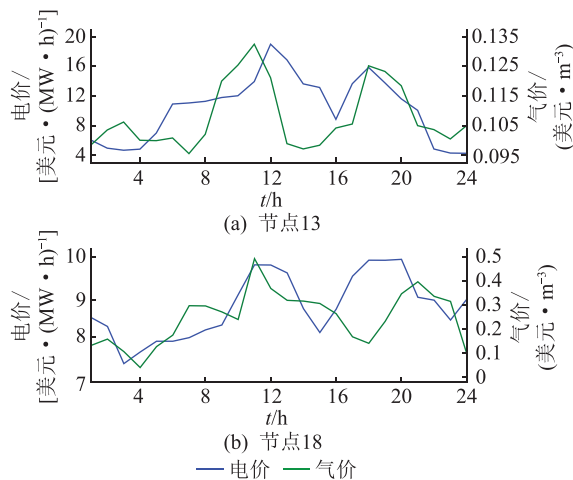 电价/
[美元·(MW·h)⁻¹]
20
16
12
8
4
0.135
0.125
0.115
0.105
0.095
气价/
(美元·m⁻³)
4 8 12 16 20 24
t/h
(a) 节点13
电价/
[美元·(MW·h)⁻¹]
10
9
8
7
0.5
0.4
0.3
0.2
0.1
0
气价/
(美元·m⁻³)
4 8 12 16 20 24
t/h
(b) 节点18
电价 气价